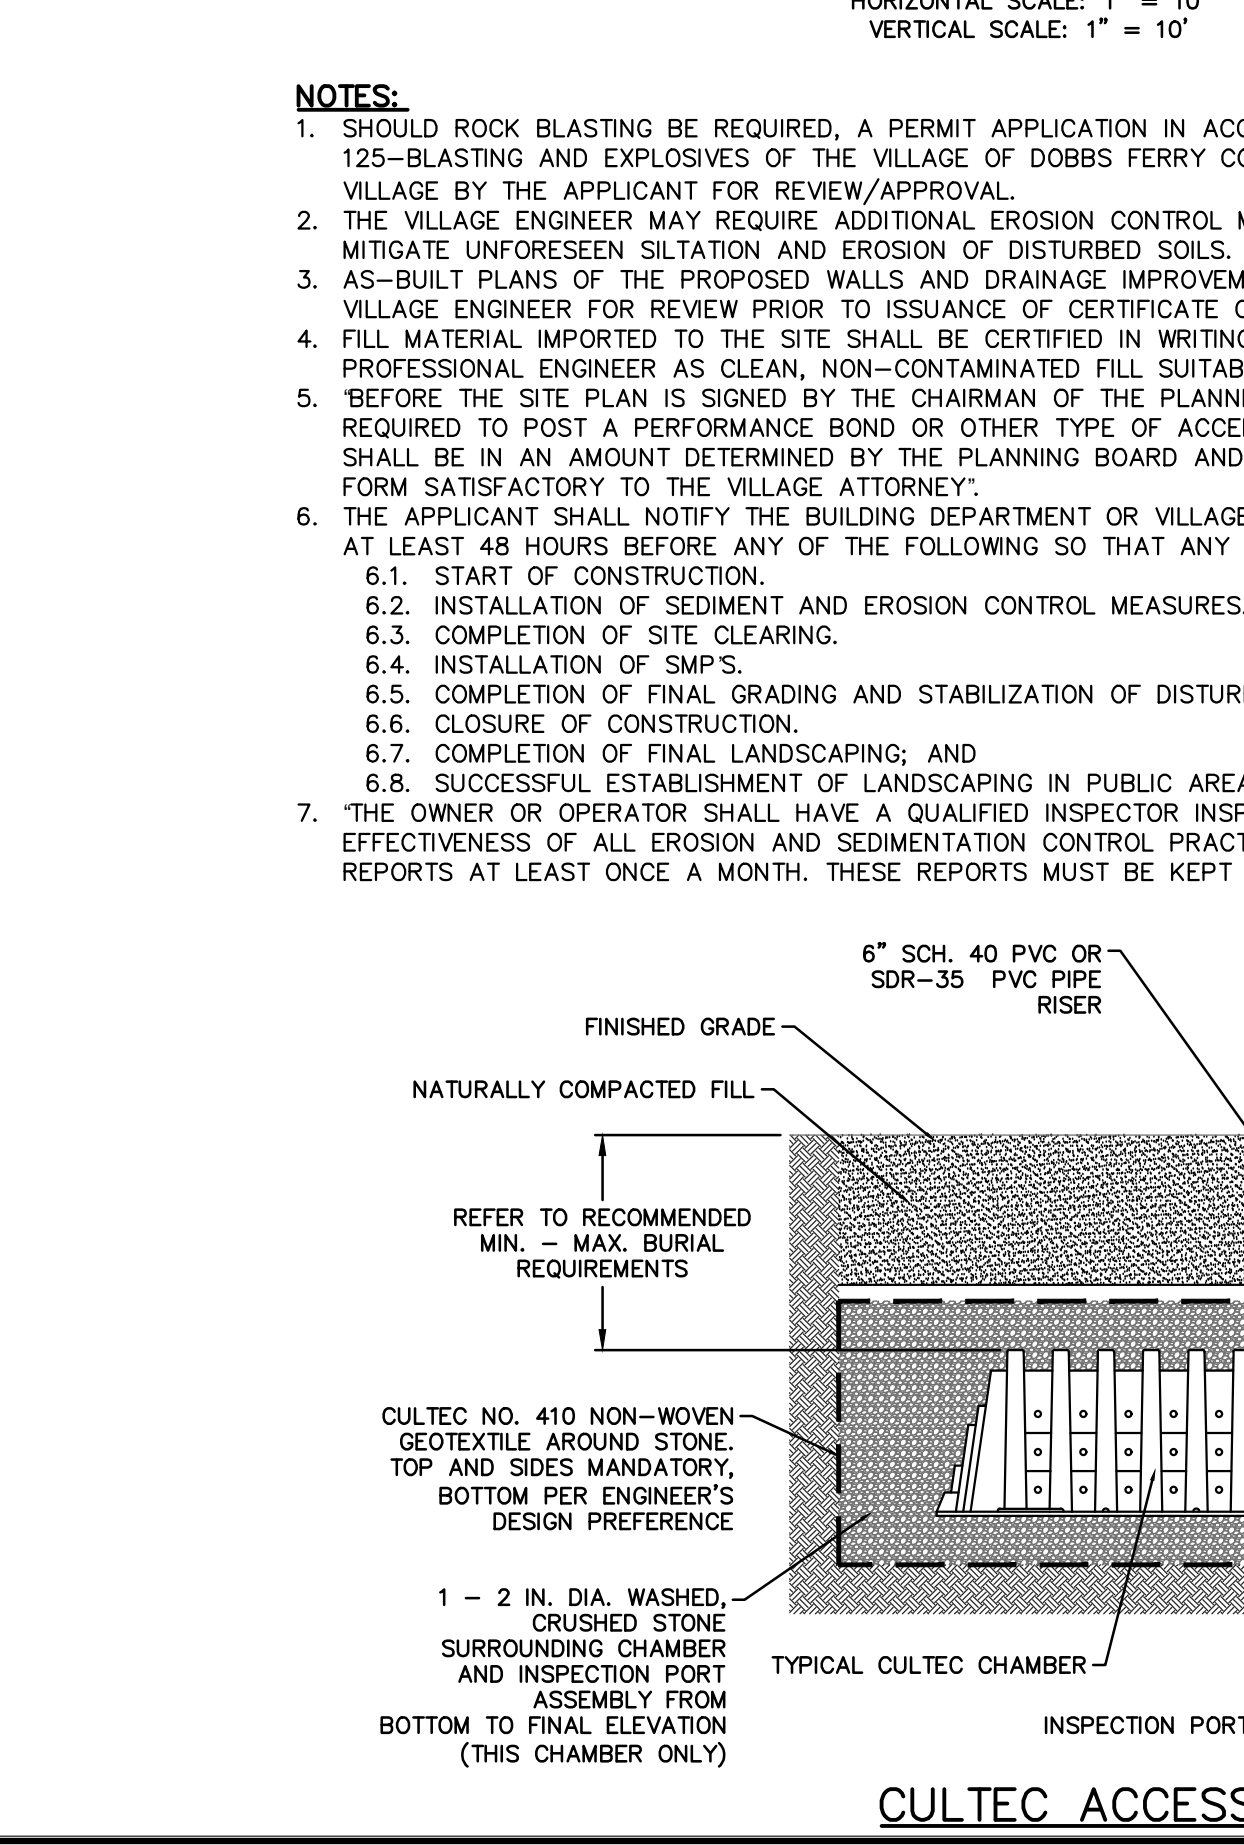 HORIZONTAL SCALE: 1" = 10'
VERTICAL SCALE: 1" = 10'
NOTES:
1. SHOULD ROCK BLASTING BE REQUIRED, A PERMIT APPLICATION IN
125-BLASTING AND EXPLOSIVES OF THE VILLAGE OF DOBBS FERRY
VILLAGE BY THE APPLICANT FOR REVIEW/APPROVAL.
2. THE VILLAGE ENGINEER MAY REQUIRE ADDITIONAL EROSION CONTROL
MITIGATE UNFORESEEN SILTATION AND EROSION OF DISTURBED SOILS.
3. AS-BUILT PLANS OF THE PROPOSED WALLS AND DRAINAGE
VILLAGE ENGINEER FOR REVIEW PRIOR TO ISSUANCE OF CERTIFICATE
4. FILL MATERIAL IMPORTED TO THE SITE SHALL BE CERTIFIED IN WRITING
PROFESSIONAL ENGINEER AS CLEAN, NON-CONTAMINATED FILL
5. "BEFORE THE SITE PLAN IS SIGNED BY THE CHAIRMAN OF THE
REQUIRED TO POST A PERFORMANCE BOND OR OTHER TYPE OF
SHALL BE IN AN AMOUNT DETERMINED BY THE PLANNING BOARD AND
FORM SATISFACTORY TO THE VILLAGE ATTORNEY".
6. THE APPLICANT SHALL NOTIFY THE BUILDING DEPARTMENT OR VILLAGE
AT LEAST 48 HOURS BEFORE ANY OF THE FOLLOWING SO THAT ANY
6.1. START OF CONSTRUCTION.
6.2. INSTALLATION OF SEDIMENT AND EROSION CONTROL MEASURES.
6.3. COMPLETION OF SITE CLEARING.
6.4. INSTALLATION OF SMP'S.
6.5. COMPLETION OF FINAL GRADING AND STABILIZATION OF
6.6. CLOSURE OF CONSTRUCTION.
6.7. COMPLETION OF FINAL LANDSCAPING; AND
6.8. SUCCESSFUL ESTABLISHMENT OF LANDSCAPING IN PUBLIC
7. "THE OWNER OR OPERATOR SHALL HAVE A QUALIFIED INSPECTOR
EFFECTIVENESS OF ALL EROSION AND SEDIMENTATION CONTROL
REPORTS AT LEAST ONCE A MONTH. THESE REPORTS MUST BE KEPT
6" SCH. 40 PVC OR
SDR-35 PVC PIPE
RISER
FINISHED GRADE
NATURALLY COMPACTED FILL
REFER TO RECOMMENDED
MIN. - MAX. BURIAL
REQUIREMENTS
CULTEC NO. 410 NON-WOVEN
GEOTEXTILE AROUND STONE.
TOP AND SIDES MANDATORY,
BOTTOM PER ENGINEER'S
DESIGN PREFERENCE
1 - 2 IN. DIA. WASHED,
CRUSHED STONE
SURROUNDING CHAMBER
AND INSPECTION PORT
ASSEMBLY FROM
BOTTOM TO FINAL ELEVATION
(THIS CHAMBER ONLY)
TYPICAL CULTEC CHAMBER
INSPECTION PORT
CULTEC ACCESS